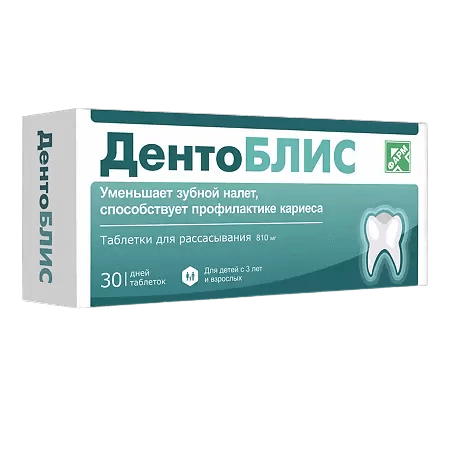 ДентоБЛИС
ДентоБЛИС
ФАРМ
Уменьшает зубной налет,
способствует профилактике кариеса
Таблетки для рассасывания 810 мг
30 дней
таблеток
Для детей с 3 лет
и взрослых